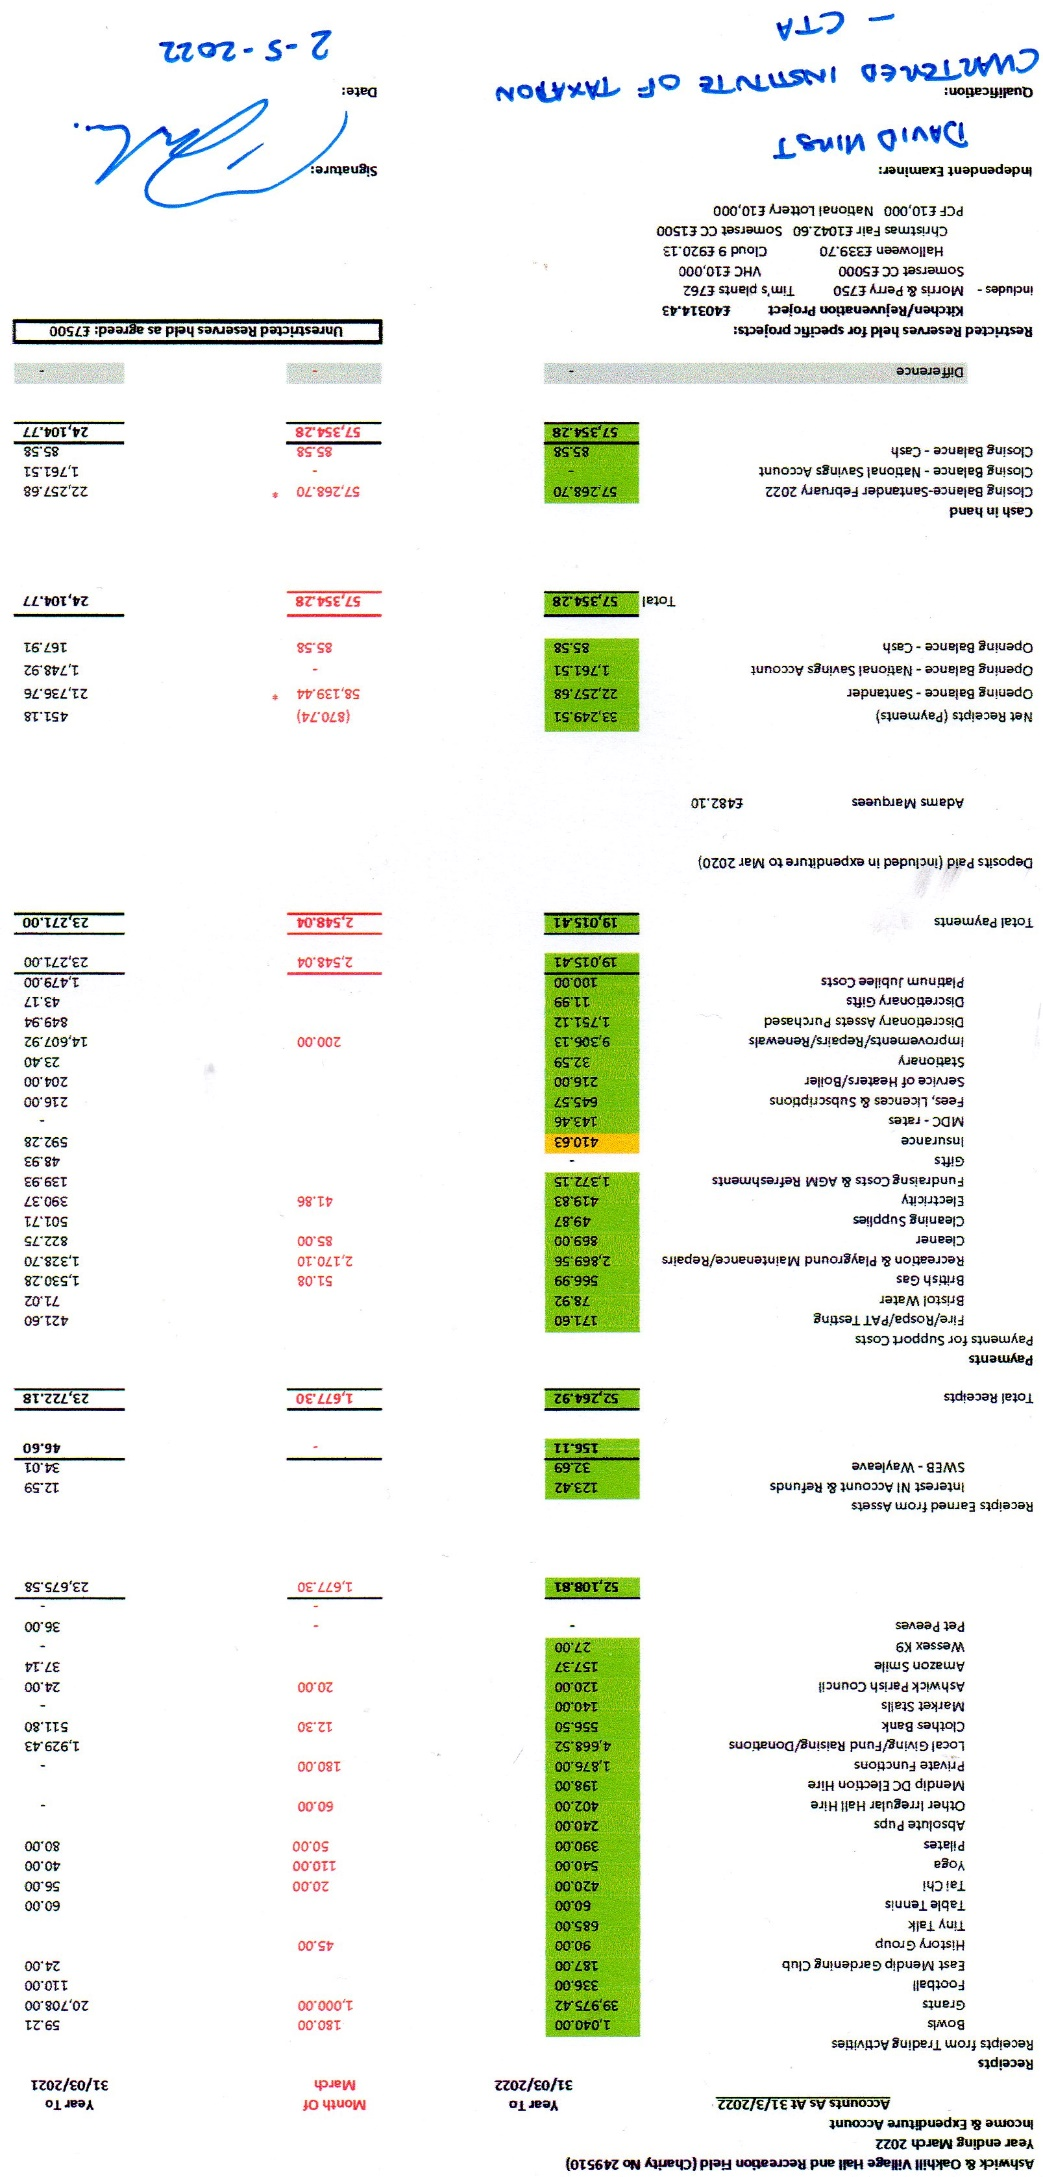 Ashwick & Oakhill Village Hall and Recreation Field (Charity No 249510)
Year ending March 2022
Income & Expenditure Account
Accounts As At 31/3/2022 Year To 31/03/2022 Month Of March Year To 31/03/2021
Receipts
Receipts from Trading Activities
Bowls 1,040.00 180.00 59.21
Grants 39,975.42 1,000.00 20,708.00
Football 336.00 110.00
East Mendip Gardening Club 187.00 24.00
History Group 90.00 45.00
Tiny Talk 685.00
Table Tennis 60.00 60.00
Tai Chi 420.00 20.00 56.00
Yoga 540.00 110.00 40.00
Pilates 390.00 50.00 80.00
Absolute Pups 240.00
Other Irregular Hall Hire 402.00 60.00 -
Mendip DC Election Hire 198.00
Private Functions 1,876.00 180.00 -
Local Giving/Fund Raising/Donations 4,668.52 1,929.43
Clothes Bank 556.50 12.30 511.80
Market Stalls 140.00 -
Ashwick Parish Council 120.00 20.00 24.00
Amazon Smile 157.37 37.14
Wessex K9 27.00 -
Pet Peeves - - 36.00
- -
52,108.81 1,677.30 23,675.58
Receipts Earned from Assets
Interest NI Account & Refunds 123.42 12.59
SWEB - Wayleave 32.69 34.01
156.11 - 46.60
Total Receipts 52,264.92 1,677.30 23,722.18
Payments
Payments for Support Costs
Fire/Rospa/PAT Testing 171.60 421.60
Bristol Water 78.92 71.02
British Gas 566.99 51.08 1,530.28
Recreation & Playground Maintenance/Repairs 2,869.56 2,170.10 1,328.70
Cleaner 869.00 85.00 822.75
Cleaning Supplies 49.87 501.71
Electricity 419.83 41.86 390.37
Fundraising Costs & AGM Refreshments 1,372.15 139.93
Gifts - 48.93
Insurance 410.63 592.28
MDC - rates 143.46 -
Fees, Licences & Subscriptions 645.57 216.00
Service of Heaters/Boiler 216.00 204.00
Stationary 32.59 23.40
Improvements/Repairs/Renewals 9,306.13 200.00 14,607.92
Discretionary Assets Purchased 1,751.12 849.94
Discretionary Gifts 11.99 43.17
Platinum Jubilee Costs 100.00 1,479.00
19,015.41 2,548.04 23,271.00
Total Payments 19,015.41 2,548.04 23,271.00
Deposits Paid (included in expenditure to Mar 2020)
Adams Marquees £482.10
Net Receipts (Payments) 33,249.51 (870.74) 451.18
Opening Balance - Santander 22,257.68 58,139.44 * 21,736.76
Opening Balance - National Savings Account 1,761.51 - 1,748.92
Opening Balance - Cash 85.58 85.58 167.91
Total 57,354.28 57,354.28 24,104.77
Cash in hand
Closing Balance-Santander February 2022 57,268.70 57,268.70 * 22,257.68
Closing Balance - National Savings Account - - 1,761.51
Closing Balance - Cash 85.58 85.58 85.58
57,354.28 57,354.28 24,104.77
Difference - - -
Restricted Reserves held for specific projects: Unrestricted Reserves held as agreed: £7500
Kitchen/Rejuvenation Project £40314.43
includes - Morris & Perry £750 Tim's plants £762
Somerset CC £5000 VHC £10,000
Halloween £339.70 Cloud 9 £920.13
Christmas Fair £1042.60 Somerset CC £1500
PCF £10,000 National Lottery £10,000
Independent Examiner: Signature:
DAVID HIRST
Qualification: Date:
CHARTERED INSTITUTE OF TAXATION 2-5-2022
- CTA